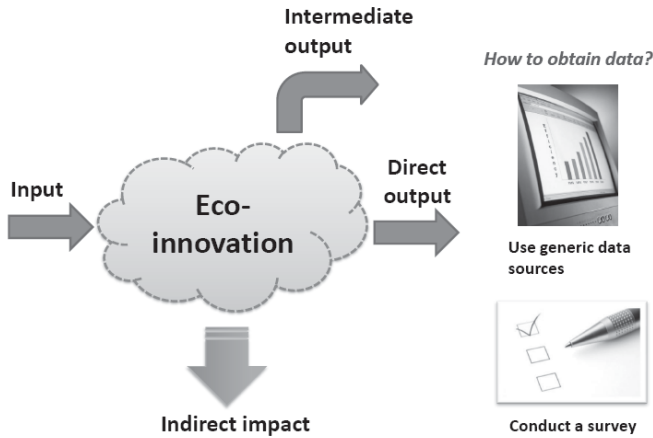 Intermediate
output
How to obtain data?
Input
Eco-
innovation
Direct
output
Use generic data
sources
Indirect impact
Conduct a survey